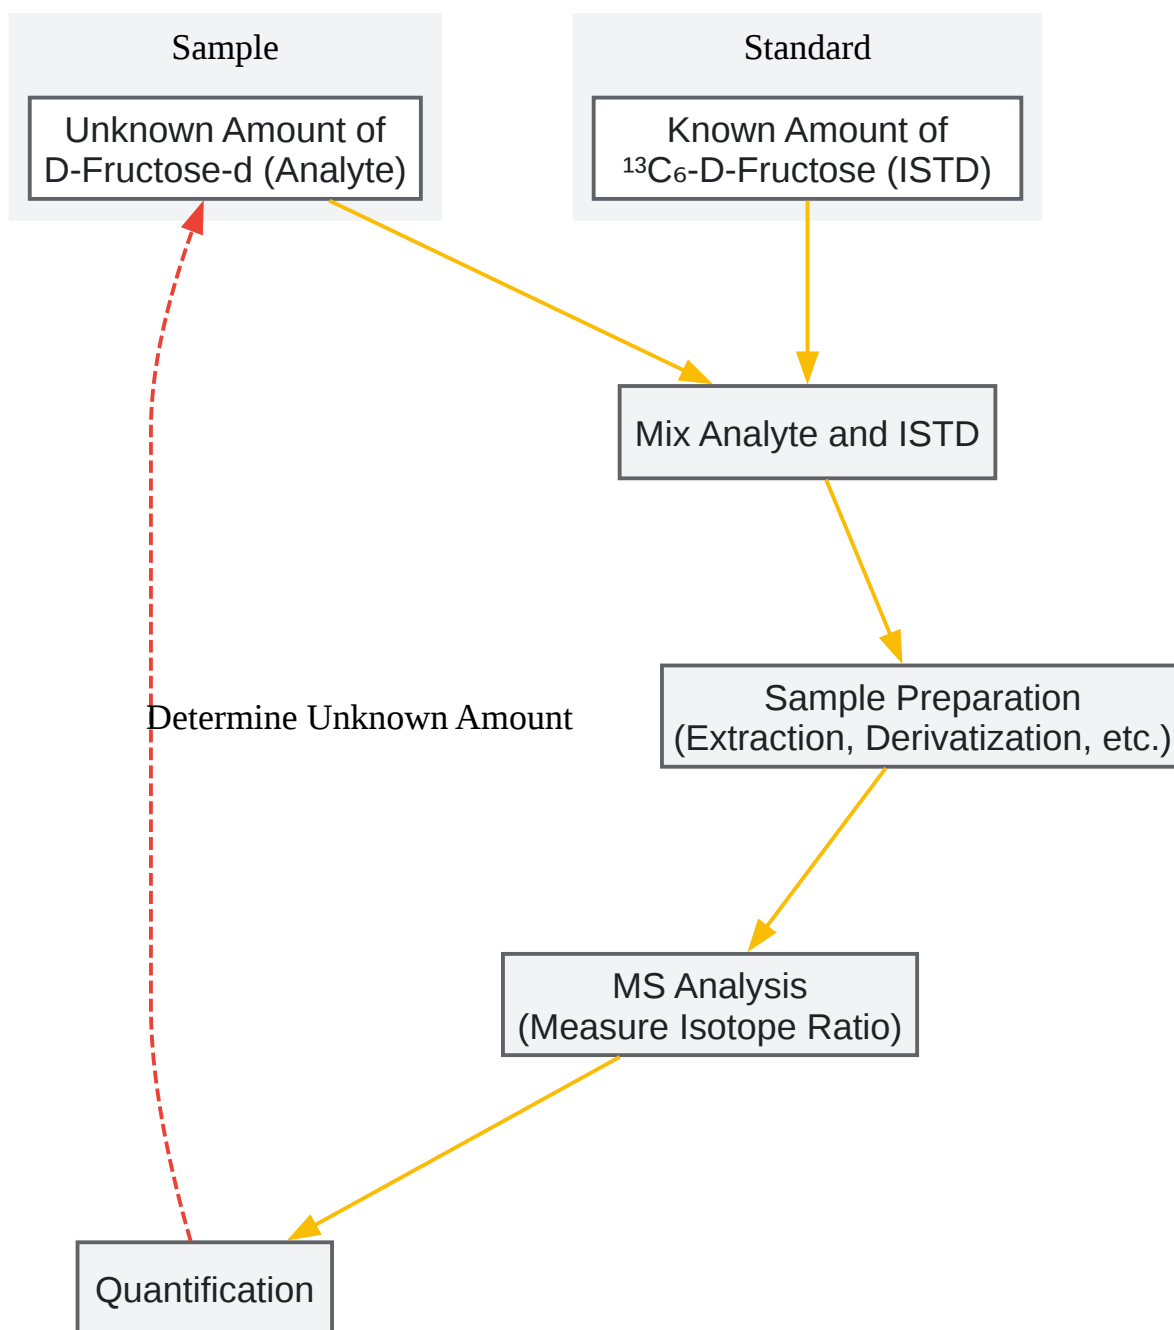 Sample
Standard
Unknown Amount of
D-Fructose-d (Analyte)
Known Amount of
¹³C₆-D-Fructose (ISTD)
Mix Analyte and ISTD
Sample Preparation
(Extraction, Derivatization, etc.)
Determine Unknown Amount
MS Analysis
(Measure Isotope Ratio)
Quantification